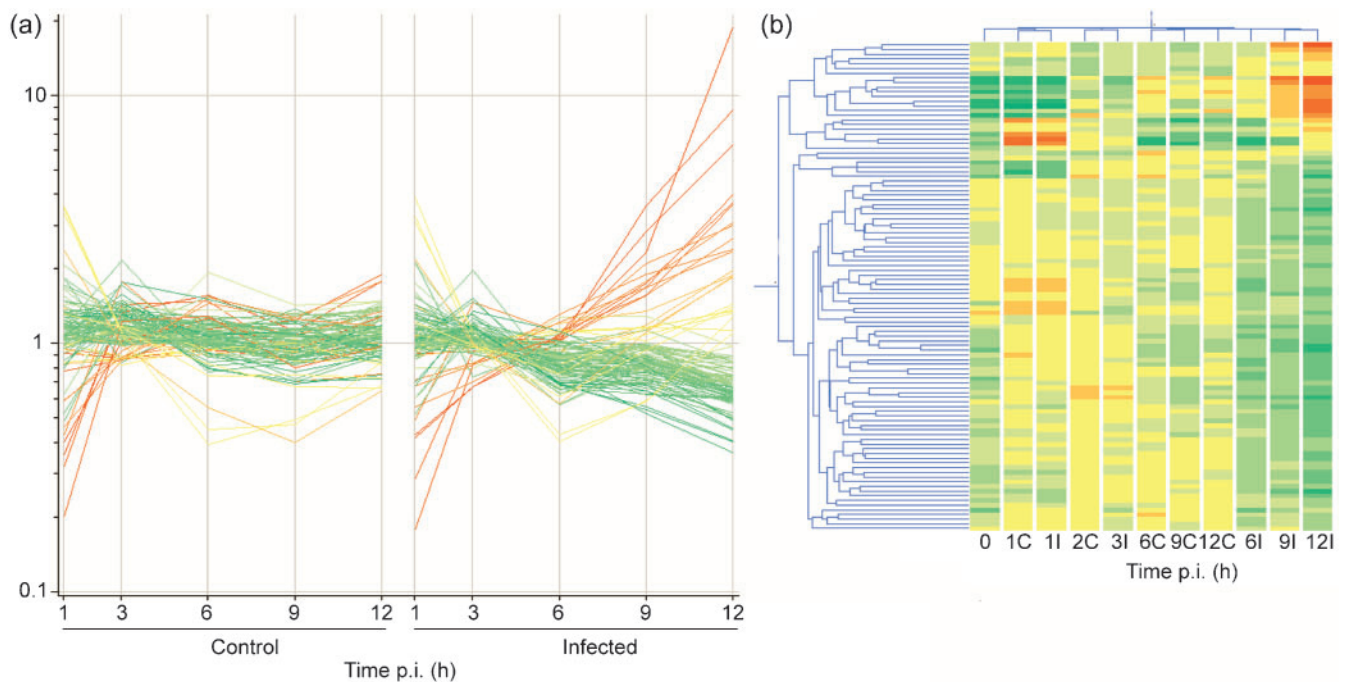 (a)
10
1
0.1
1 3 6 9 12 1 3 6 9 12
Control Infected
Time p.i. (h)
(b)
0 1C 1I 2C 3I 6C 9C 12C 6I 9I 12I
Time p.i. (h)